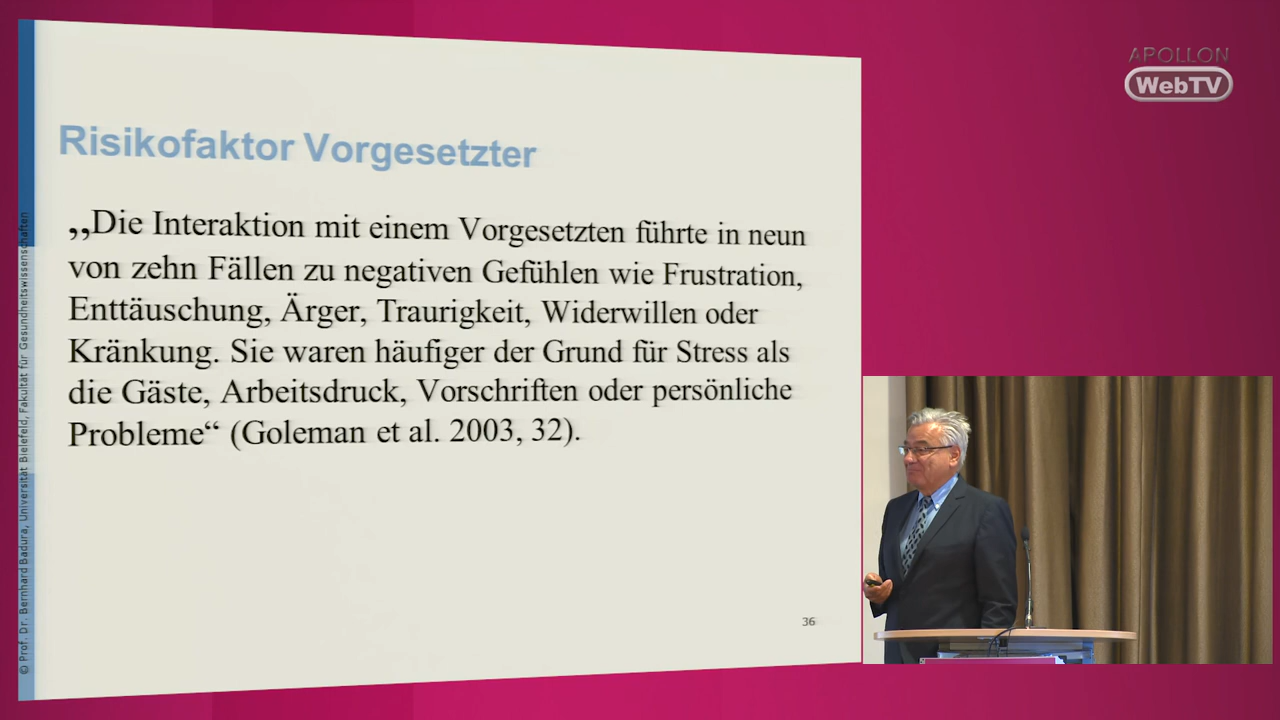 APOLLON
WebTV
Risikofaktor Vorgesetzter
„Die Interaktion mit einem Vorgesetzten führte in neun
von zehn Fällen zu negativen Gefühlen wie Frustration,
Enttäuschung, Ärger, Traurigkeit, Widerwillen oder
Kränkung. Sie waren häufiger der Grund für Stress als
die Gäste, Arbeitsdruck, Vorschriften oder persönliche
Probleme“ (Goleman et al. 2003, 32).
36
© Prof. Dr. Bernhard Badura, Universität Bielefeld, Fakultät für Gesundheitswissenschaften